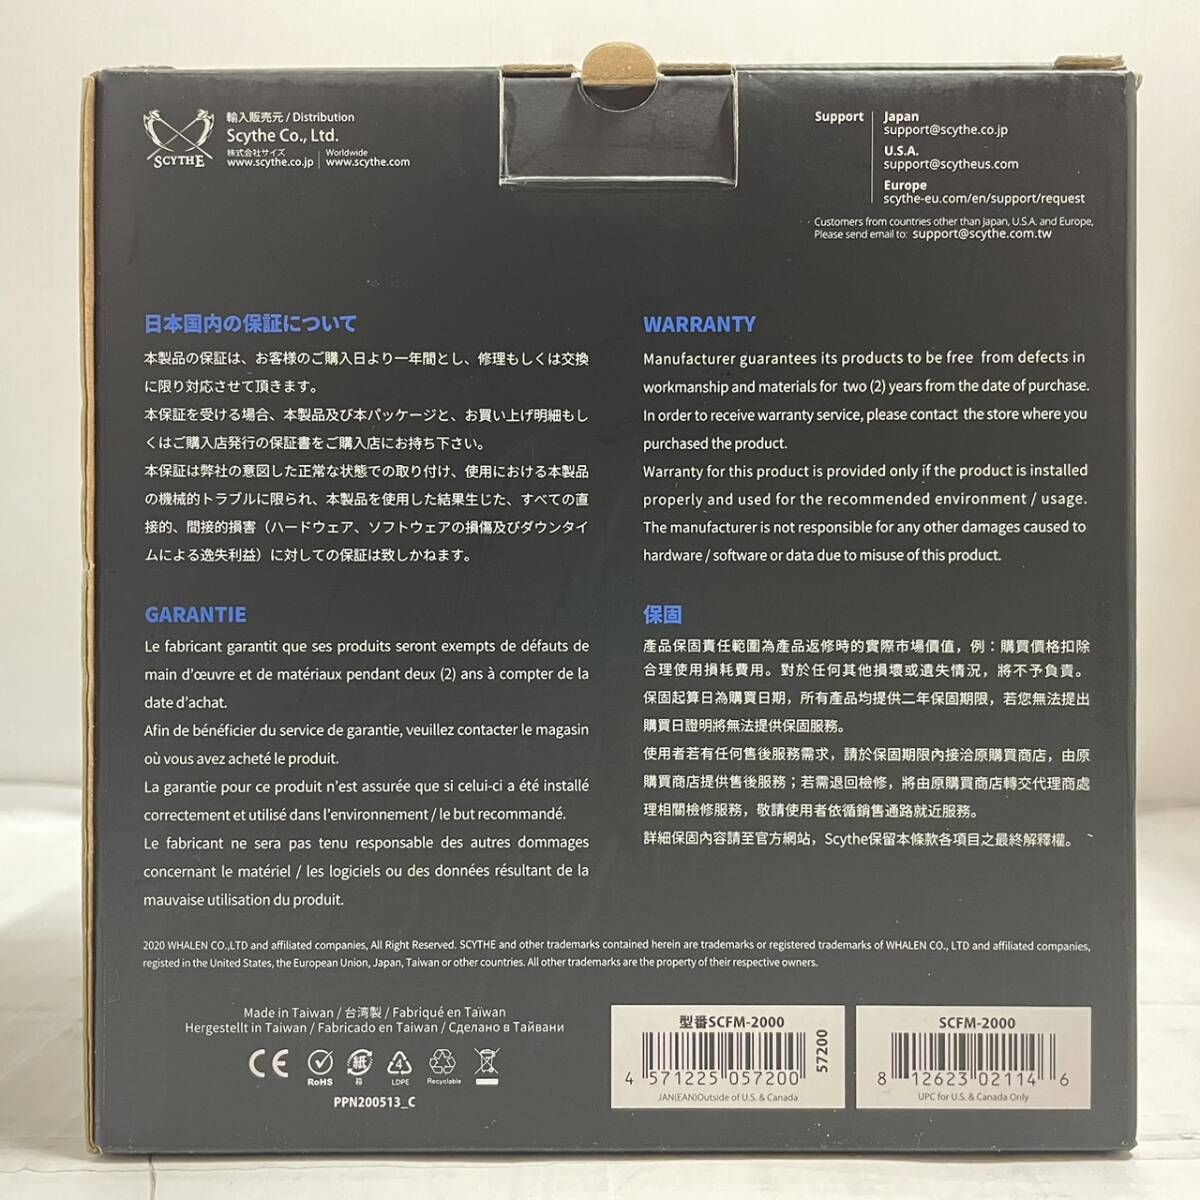 SCYTHE
輸入販売元 / Distribution
Scythe Co., Ltd.
株式会社サイズ
www.scythe.co.jp
Worldwide
www.scythe.com
Support
Japan
support@scythe.co.jp
U.S.A.
support@scytheus.com
Europe
scythe-eu.com/en/support/request
Customers from countries other than Japan, U.S.A. and Europe,
Please send email to: support@scythe.com.tw
日本国内の保証について
本製品の保証は、お客様のご購入日より一年間とし、修理もしくは交換
に限り対応させて頂きます。
本保証を受ける場合、本製品及び本パッケージと、お買い上げ明細もし
くはご購入店発行の保証書をご購入店にお持ち下さい。
本保証は弊社の意図した正常な状態での取り付け、使用における本製品
の機械的トラブルに限られ、本製品を使用した結果生じた、すべての直
接的、間接的損害（ハードウェア、ソフトウェアの損傷及びダウンタイ
ムによる逸失利益）に対しての保証は致しかねます。
WARRANTY
Manufacturer guarantees its products to be free from defects in
workmanship and materials for two (2) years from the date of purchase.
In order to receive warranty service, please contact the store where you
purchased the product.
Warranty for this product is provided only if the product is installed
properly and used for the recommended environment / usage.
The manufacturer is not responsible for any other damages caused to
hardware / software or data due to misuse of this product.
GARANTIE
Le fabricant garantit que ses produits seront exempts de défauts de
main d'œuvre et de matériaux pendant deux (2) ans à compter de la
date d'achat.
Afin de bénéficier du service de garantie, veuillez contacter le magasin
où vous avez acheté le produit.
La garantie pour ce produit n'est assurée que si celui-ci a été installé
correctement et utilisé dans l'environnement / le but recommandé.
Le fabricant ne sera pas tenu responsable des autres dommages
concernant le matériel / les logiciels ou des données résultant de la
mauvaise utilisation du produit.
保固
產品保固責任範圍為產品返修時的實際市場價值，例：購買價格扣除
合理使用損耗費用。對於任何其他損壞或遺失情況，將不予負責。
保固起算日為購買日期，所有產品均提供二年保固期限，若您無法提出
購買日證明將無法提供保固服務。
使用者若有任何售後服務需求，請於保固期限內接洽原購買商店，由原
購買商店提供售後服務；若需退回檢修，將由原購買商店轉交代理商處
理相關檢修服務，敬請使用者依循銷售通路就近服務。
詳細保固內容請至官方網站，Scythe保留本條款各項目之最終解釋權。
2020 WHALEN CO.,LTD and affiliated companies, All Right Reserved. SCYTHE and other trademarks contained herein are trademarks or registered trademarks of WHALEN CO., LTD and affiliated companies,
registed in the United States, the European Union, Japan, Taiwan or other countries. All other trademarks are the property of their respective owners.
Made in Taiwan / 台湾製 / Fabriqué en Taïwan
Hergestellt in Taiwan / Fabricado en Taiwán / Сделано в Тайвани
CE
RoHS
紙
箱
4
LDPE
Recyclable
PPN200513_C
型番SCFM-2000
57200
4 571225 057200
JAN(EAN)Outside of U.S. & Canada
SCFM-2000
8 12623 02114 6
UPC for U.S. & Canada Only